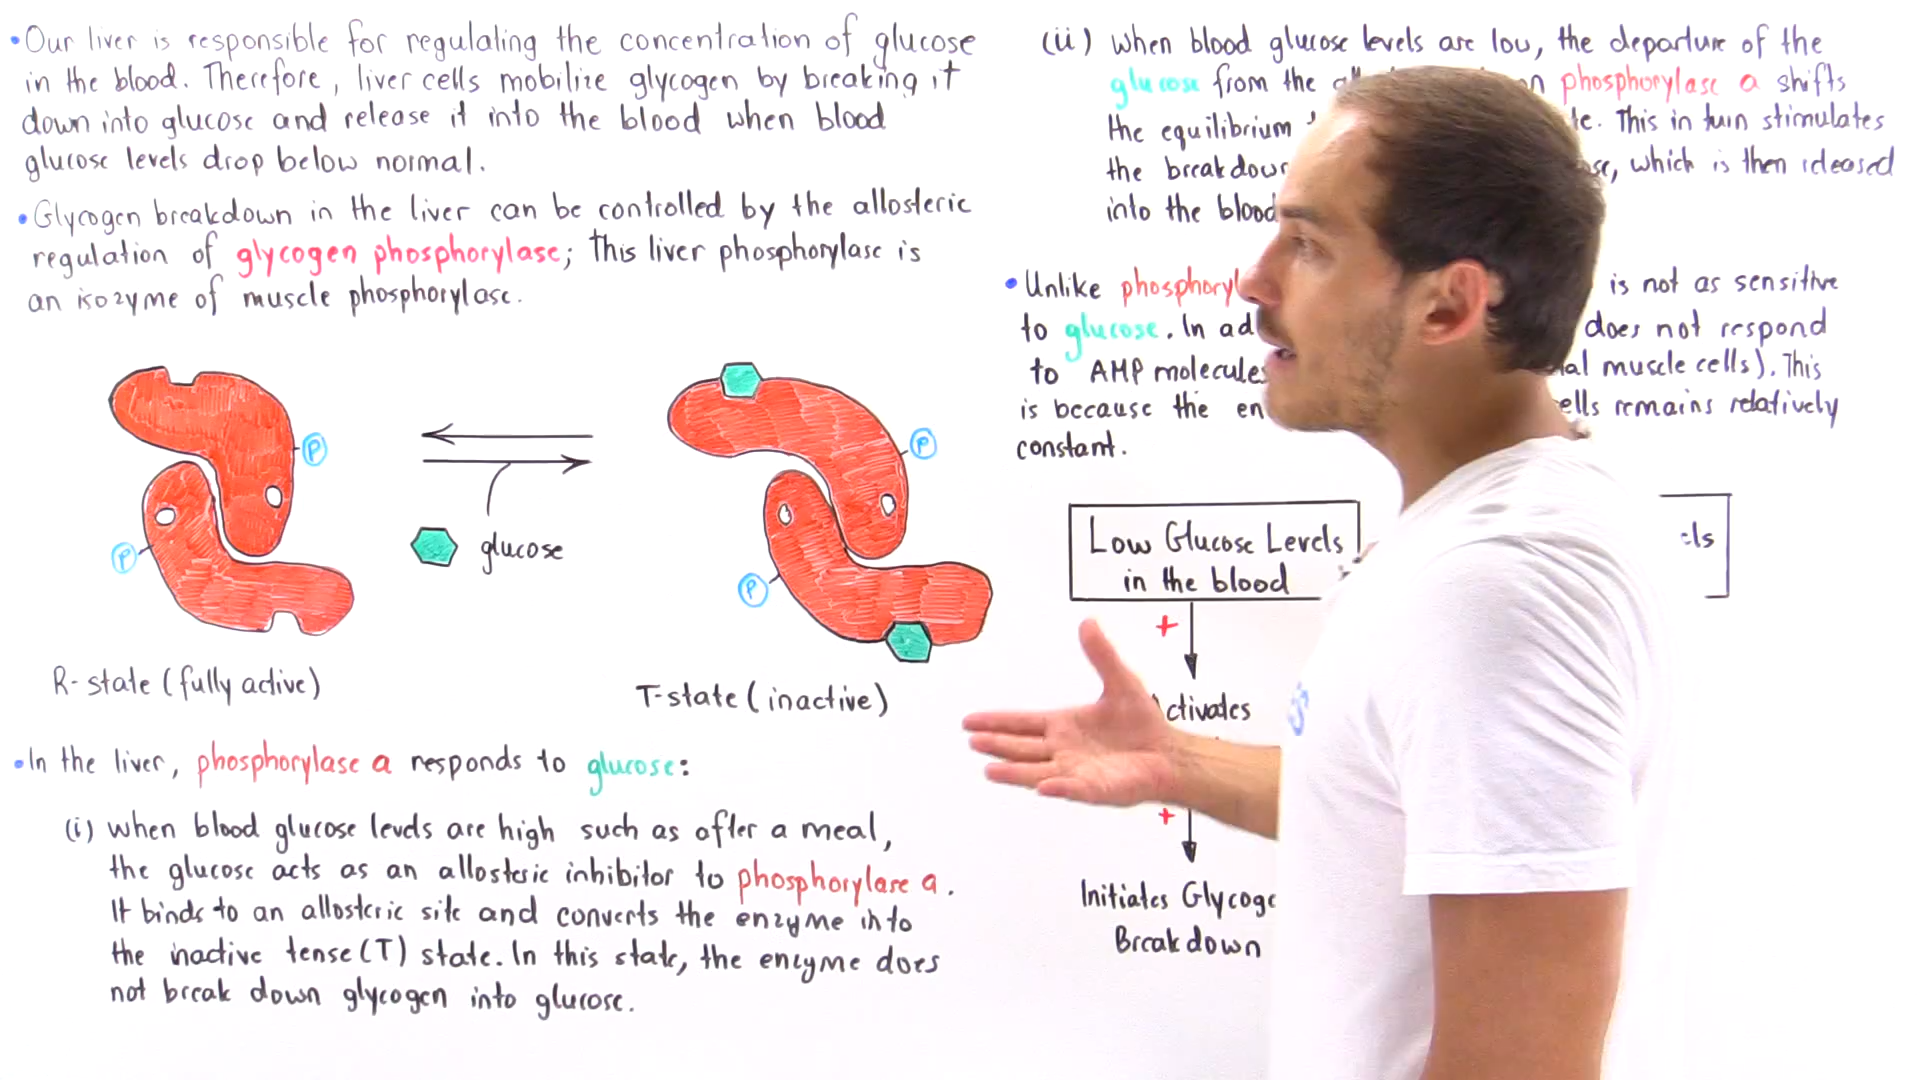 •Our liver is responsible for regulating the concentration of glucose
in the blood. Therefore, liver cells mobilize glycogen by breaking it
down into glucose and release it into the blood when blood
glucose levels drop below normal.
•Glycogen breakdown in the liver can be controlled by the allosteric
regulation of glycogen phosphorylase; This liver phosphorylase is
an isozyme of muscle phosphorylase.
P
P
glucose
P
P
R-state (fully active)
T-state (inactive)
•In the liver, phosphorylase a responds to glucose:
(i) when blood glucose levels are high such as after a meal,
the glucose acts as an allosteric inhibitor to phosphorylase a.
It binds to an allosteric site and converts the enzyme into
the inactive tense (T) state. In this state, the enzyme does
not break down glycogen into glucose.
(ii) when blood glucose levels are low, the departure of the
glucose from the phosphorylase a shifts
the equilibrium This in turn stimulates
the breakdow which is then released
into the blood
•Unlike phosphoryl is not as sensitive
to glucose. In ad does not respond
to AMP molecules muscle cells). This
is because the en ells remains relatively
constant.
Low Glucose Levels
in the blood
els
+
Activates
+
Initiates Glycoge
Breakdown